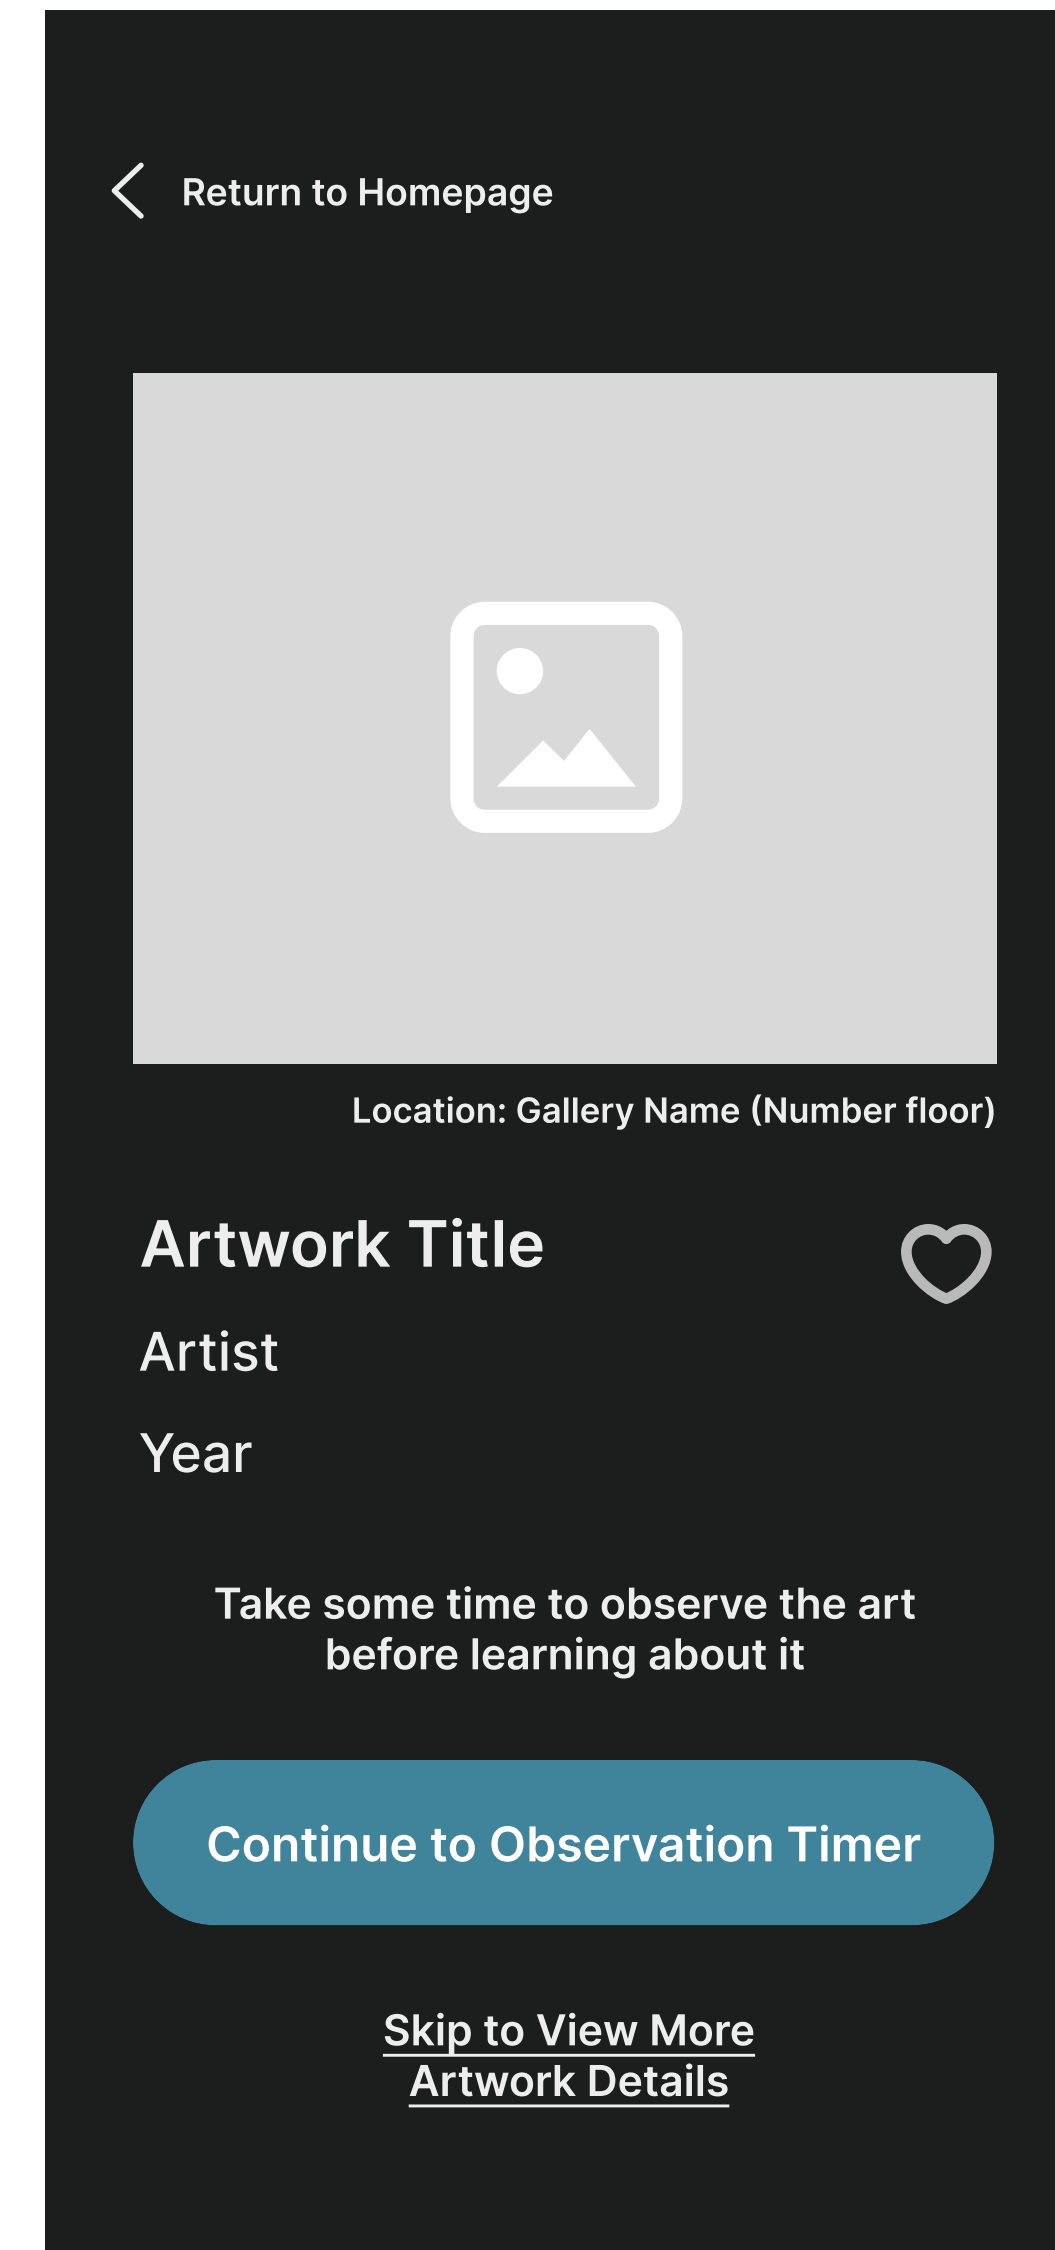 Return to Homepage
Location: Gallery Name (Number floor)
Artwork Title
Artist
Year
Take some time to observe the art
before learning about it
Continue to Observation Timer
Skip to View More
Artwork Details